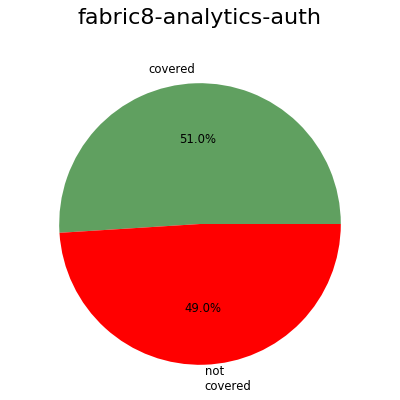 fabric8-analytics-auth
covered
51.0%
49.0%
not
covered